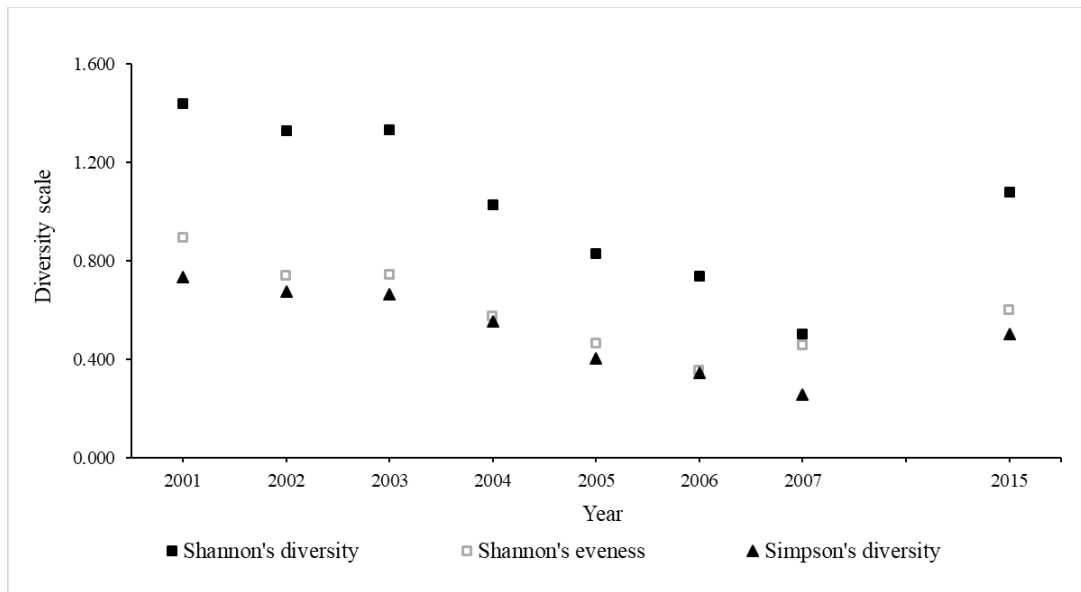 1.600
1.200
0.800
0.400
0.000
Diversity scale
2001 2002 2003 2004 2005 2006 2007 2015
Year
Shannon's diversity Shannon's eveness Simpson's diversity